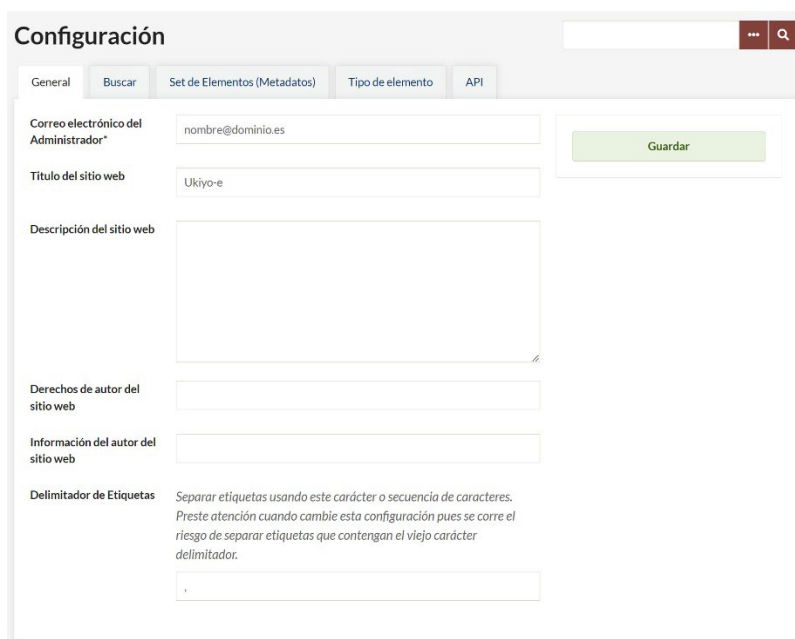 Configuración
General
Buscar
Set de Elementos (Metadatos)
Tipo de elemento
API
Correo electrónico del
Administrador*
nombre@dominio.es
Guardar
Titulo del sitio web
Ukiyo-e
Descripción del sitio web
Derechos de autor del
sitio web
Información del autor del
sitio web
Delimitador de Etiquetas
Separar etiquetas usando este carácter o secuencia de caracteres.
Preste atención cuando cambie esta configuración pues se corre el
riesgo de separar etiquetas que contengan el viejo carácter
delimitador.
,